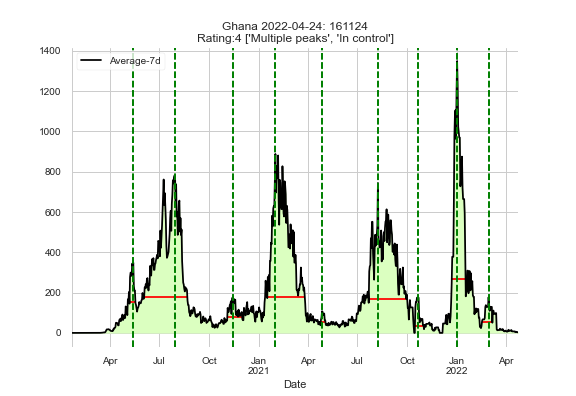 Ghana 2022-04-24: 161124
Rating:4 ['Multiple peaks', 'In control']
Average-7d
1400
1200
1000
800
600
400
200
0
Apr Jul Oct Jan Apr Jul Oct Jan Apr
2021 2022
Date